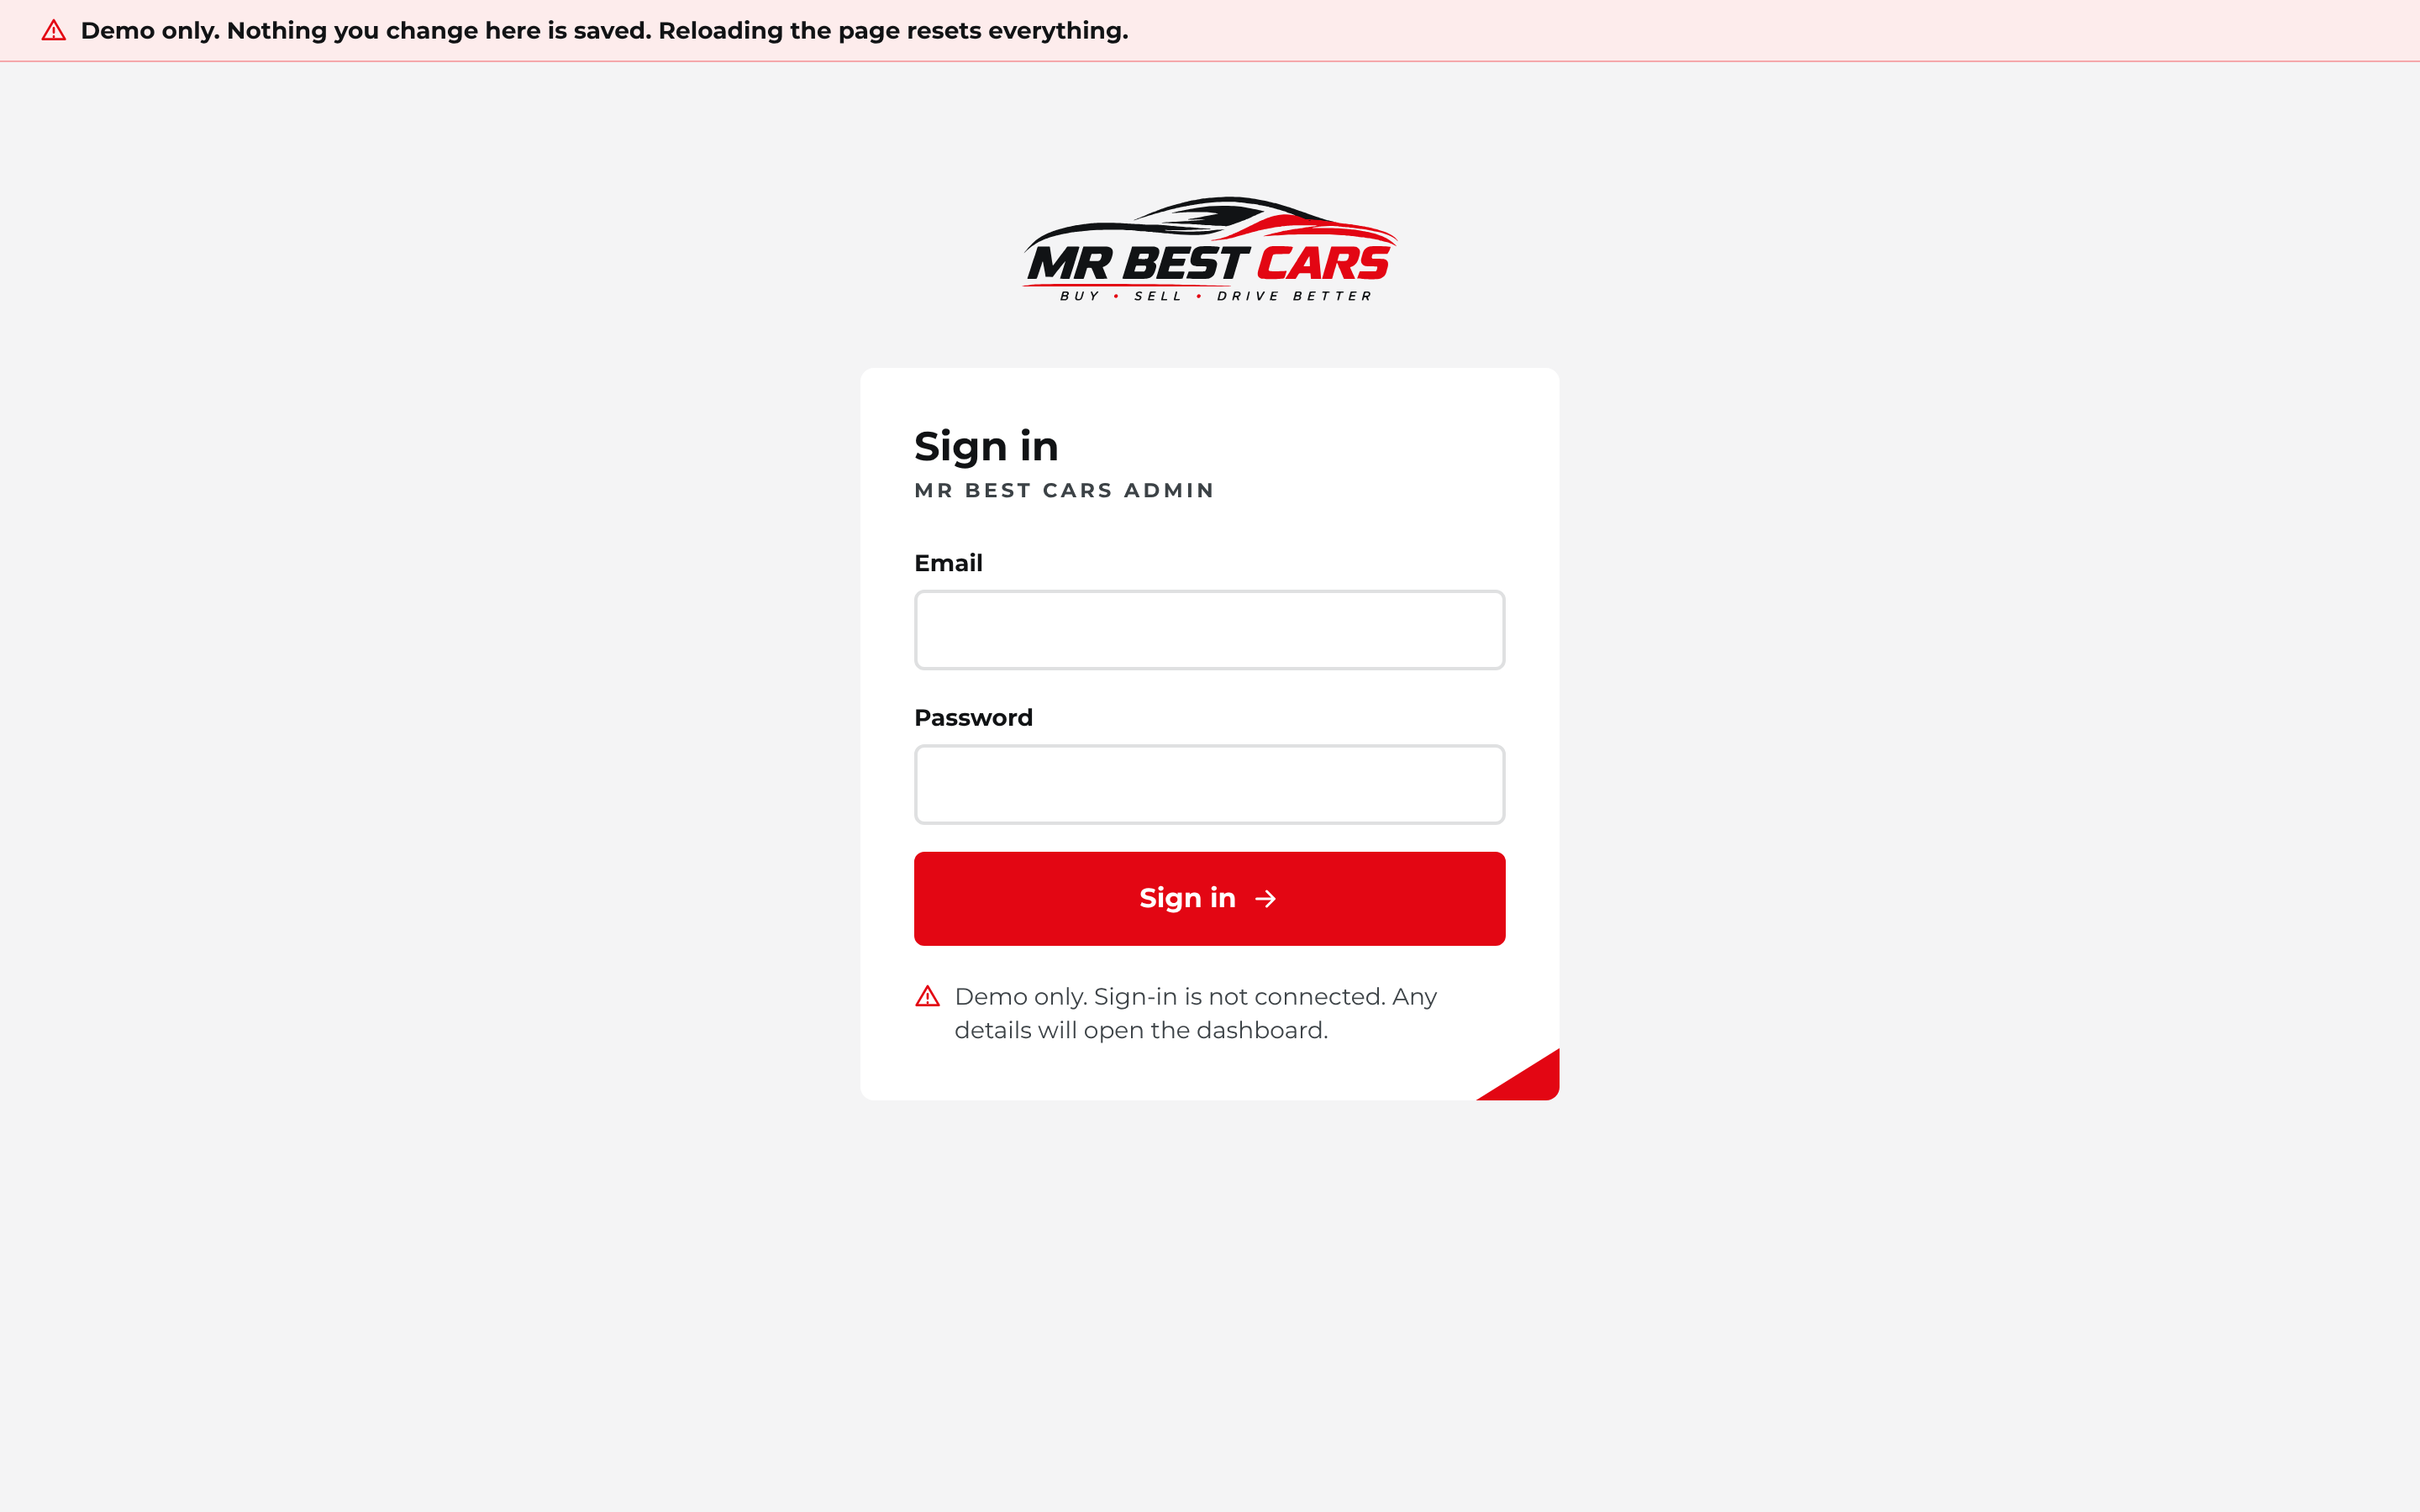 Demo only. Nothing you change here is saved. Reloading the page resets everything.
MR BEST CARS
BUY • SELL • DRIVE BETTER
Sign in
MR BEST CARS ADMIN
Email
Password
Sign in →
Demo only. Sign-in is not connected. Any
details will open the dashboard.